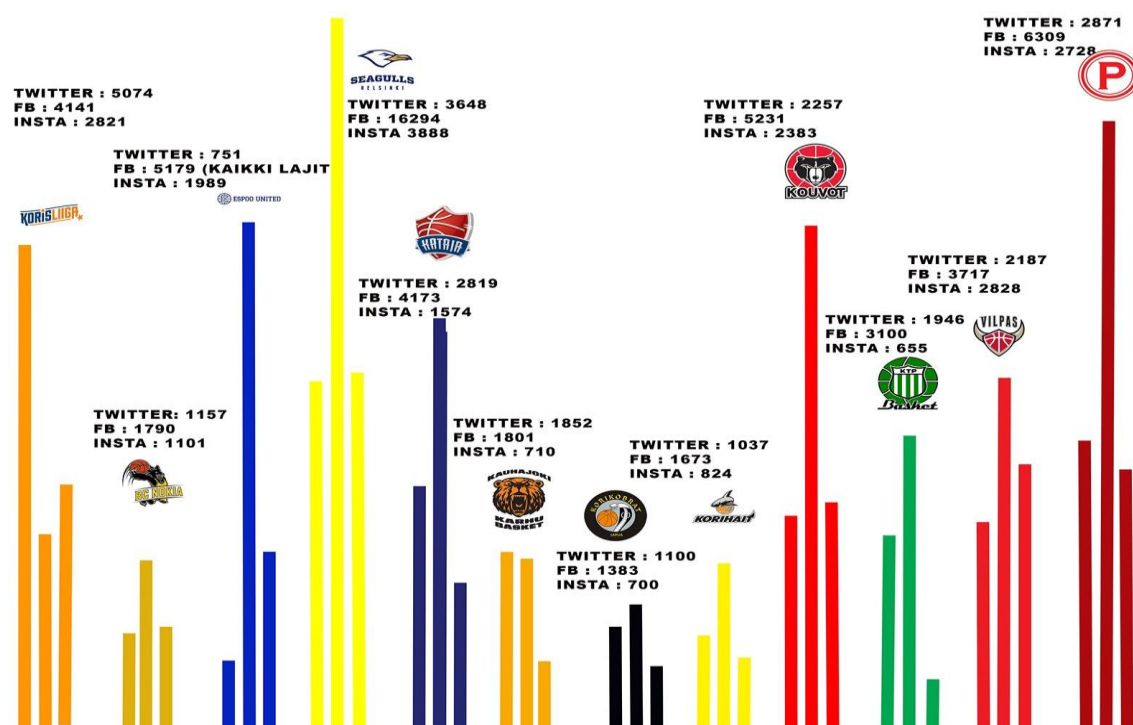 TWITTER : 5074
FB : 4141
INSTA : 2821
KORISLIIGA
TWITTER: 1157
FB : 1790
INSTA : 1101
BC NOKIA
TWITTER : 751
FB : 5179 (KAIKKI LAJIT
INSTA : 1989
ESPOO UNITED
SEAGULLS
HELSINKI
TWITTER : 3648
FB : 16294
INSTA 3888
KATAJA
TWITTER : 2819
FB : 4173
INSTA : 1574
TWITTER : 1852
FB : 1801
INSTA : 710
KAUHAJOKI
KARHU
BASKET
KORIKOBRAT
LAPUA
TWITTER : 1100
FB : 1383
INSTA : 700
TWITTER : 1037
FB : 1673
INSTA : 824
KORIHAIT
TWITTER : 2257
FB : 5231
INSTA : 2383
KOUVOT
TWITTER : 1946
FB : 3100
INSTA : 655
KTP
Basket
TWITTER : 2187
FB : 3717
INSTA : 2828
VILPAS
TWITTER : 2871
FB : 6309
INSTA : 2728
P